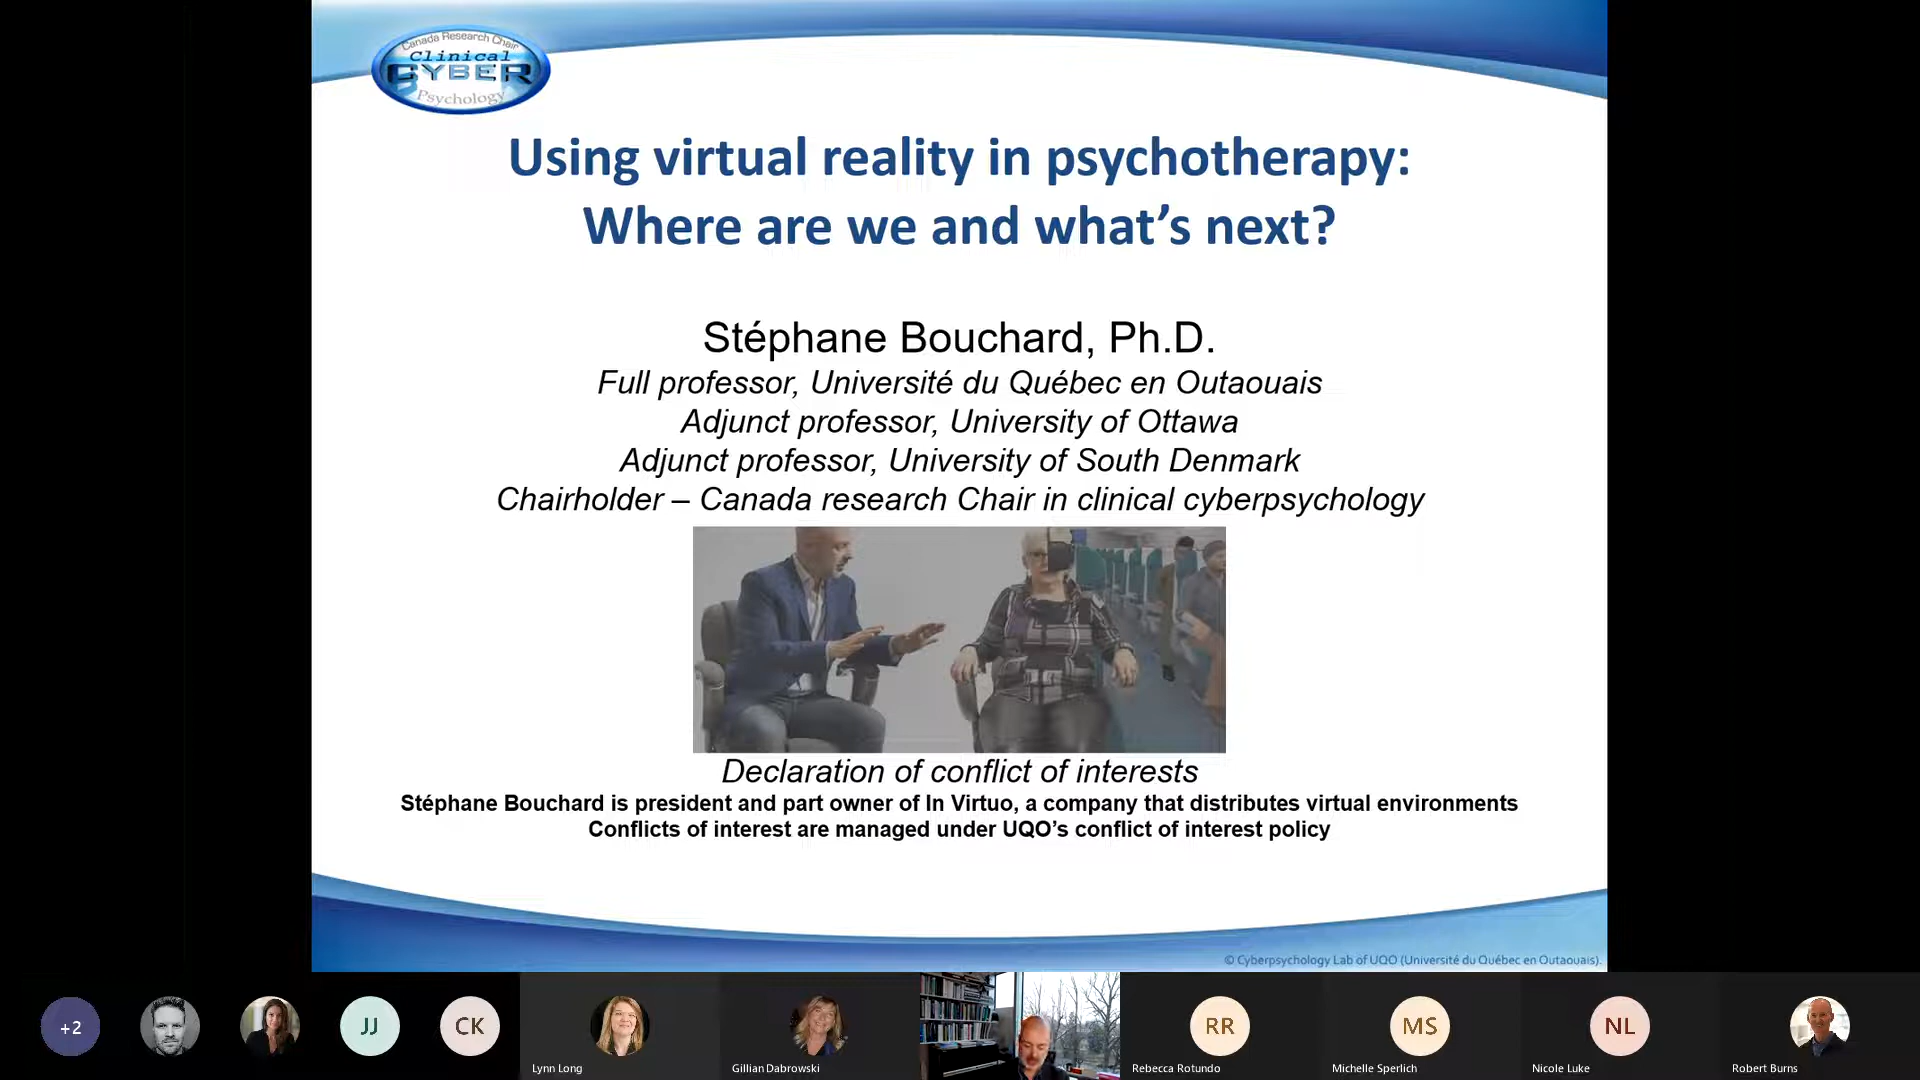 Canada Research Chair
Clinical
CYBER
Psychology
Using virtual reality in psychotherapy:
Where are we and what’s next?
Stéphane Bouchard, Ph.D.
Full professor, Université du Québec en Outaouais
Adjunct professor, University of Ottawa
Adjunct professor, University of South Denmark
Chairholder – Canada research Chair in clinical cyberpsychology
Declaration of conflict of interests
Stéphane Bouchard is president and part owner of In Virtuo, a company that distributes virtual environments
Conflicts of interest are managed under UQO’s conflict of interest policy
© Cyberpsychology Lab of UQO (Université du Québec en Outaouais).
+2
JJ
CK
RR
MS
NL
Lynn Long
Gillian Dabrowski
Rebecca Rotundo
Michelle Sperlich
Nicole Luke
Robert Burns